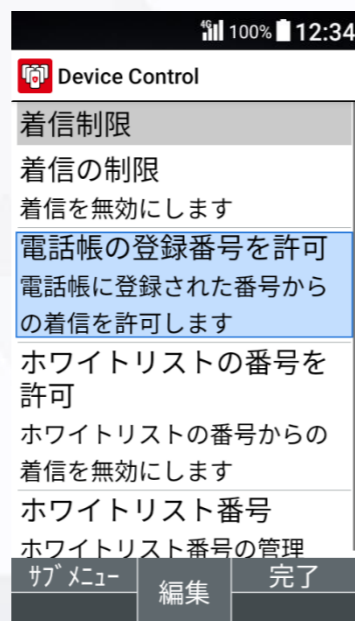 4G 100% 12:34
Device Control
着信制限
着信の制限
着信を無効にします
電話帳の登録番号を許可
電話帳に登録された番号から
の着信を許可します
ホワイトリストの番号を
許可
ホワイトリストの番号からの
着信を無効にします
ホワイトリスト番号
ホワイトリスト番号の管理
ｻﾌﾞﾒﾆｭｰ 編集 完了